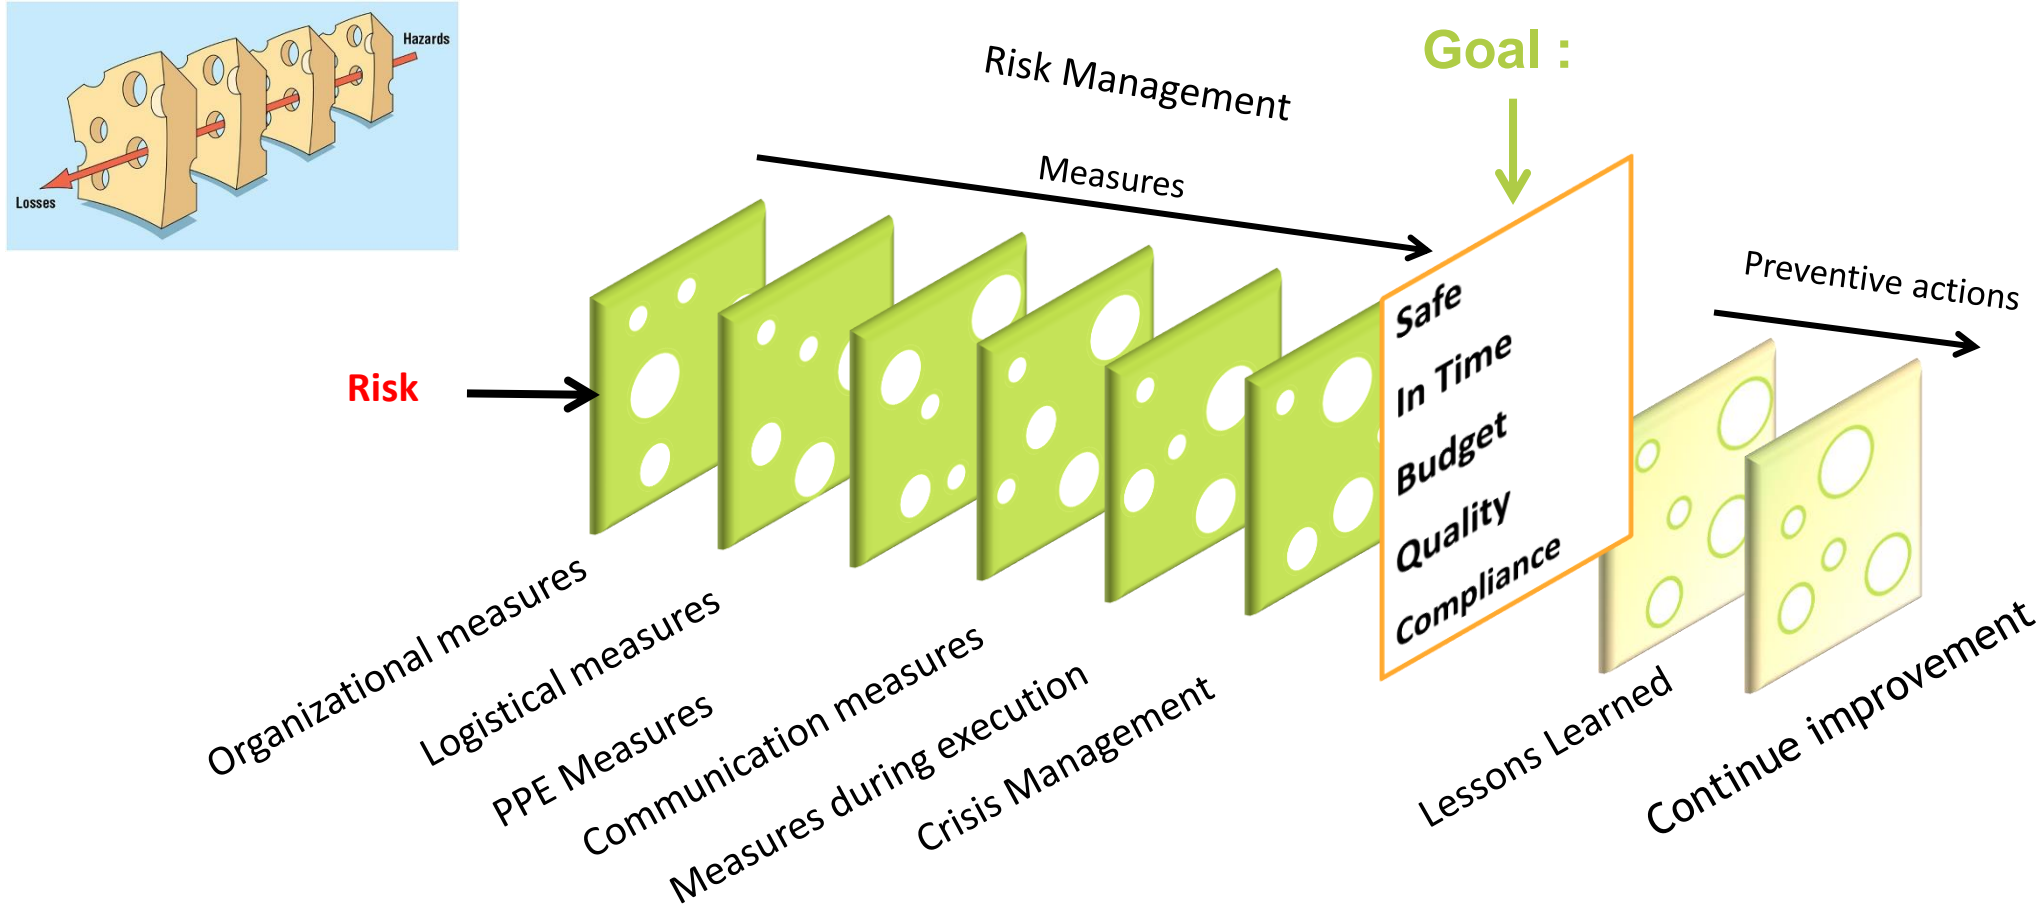 Hazards
Losses
Risk Management
Measures
Goal :
Risk
Safe
In Time
Budget
Quality
Compliance
Preventive actions
Organizational measures
Logistical measures
PPE Measures
Communication measures
Measures during execution
Crisis Management
Lessons Learned
Continue improvement